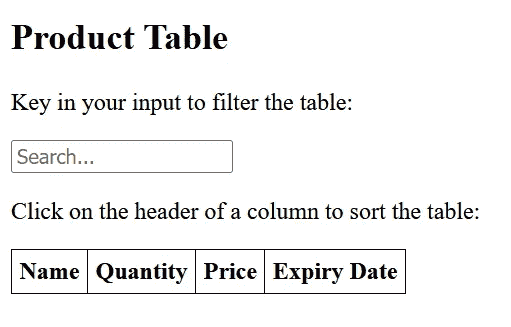 Product Table
Key in your input to filter the table:
Search...
Click on the header of a column to sort the table:
Name Quantity Price Expiry Date